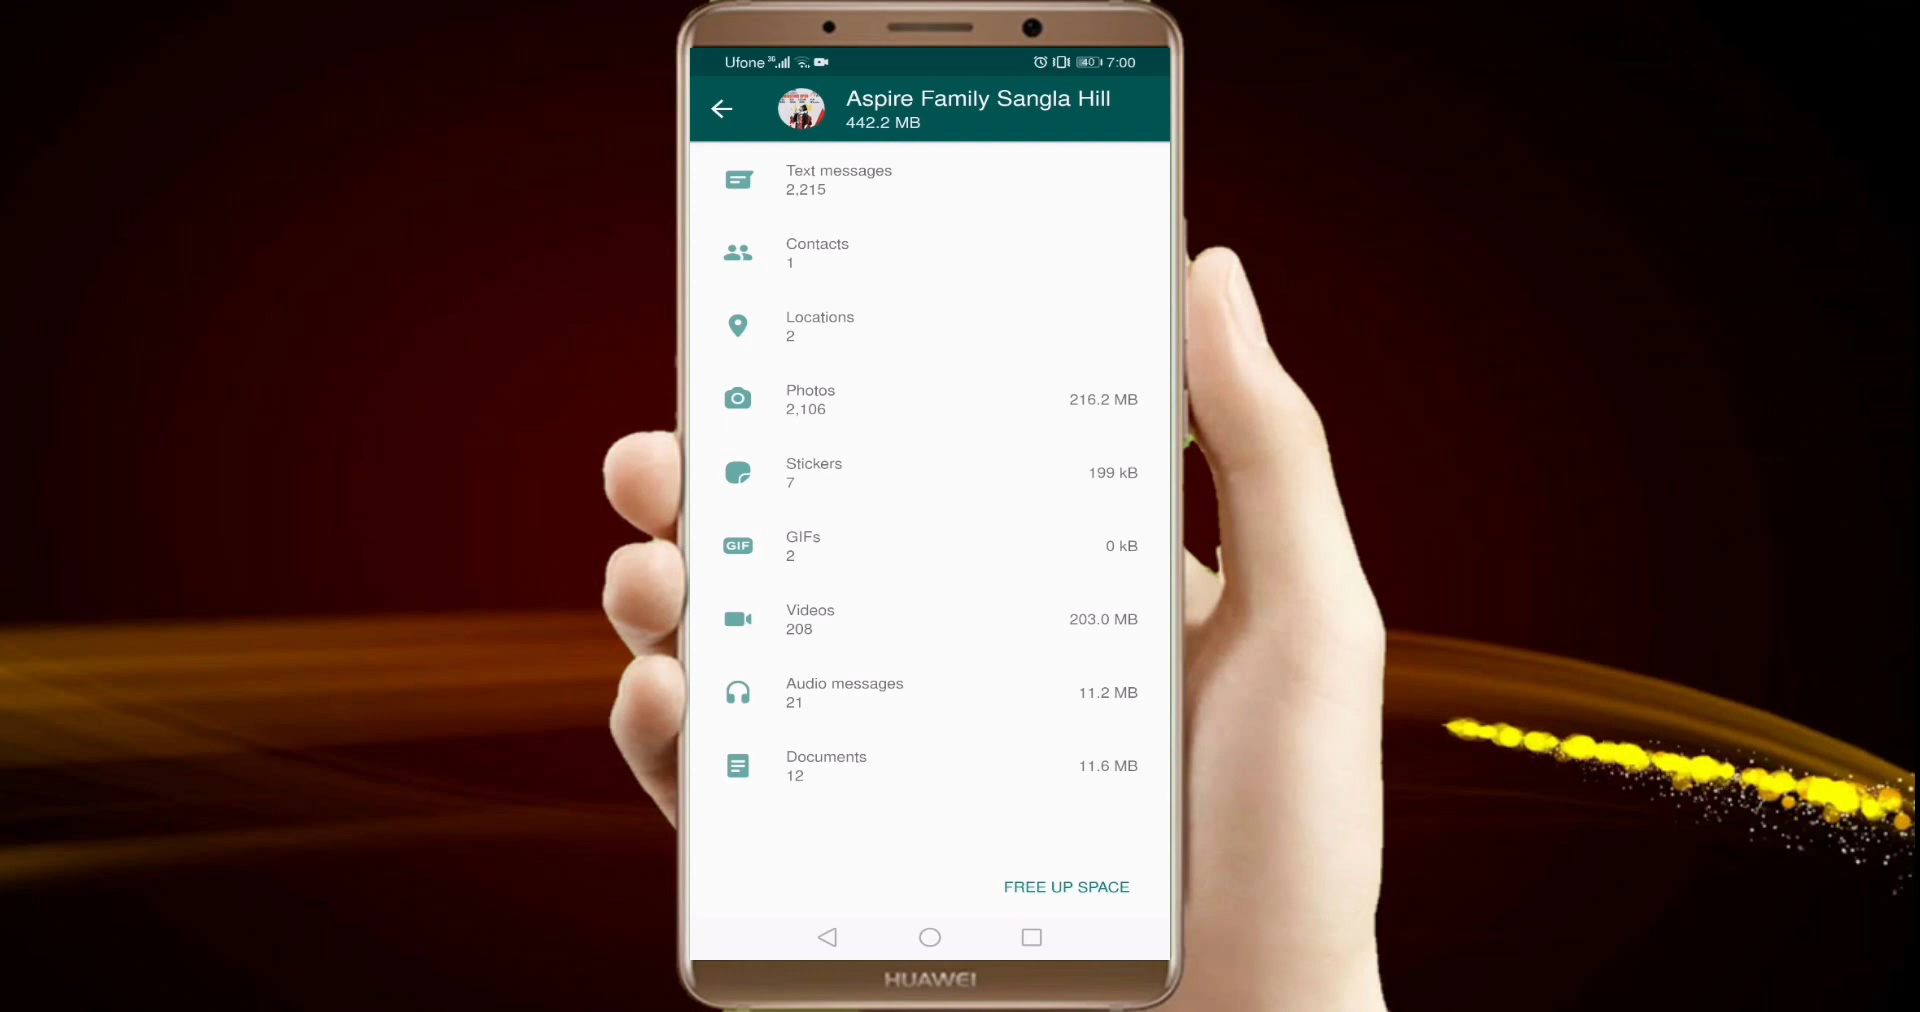 Ufone 3G 40 7:00
Aspire Family Sangla Hill
442.2 MB
Text messages
2,215
Contacts
1
Locations
2
Photos
2,106
216.2 MB
Stickers
7
199 kB
GIF
GIFs
2
0 kB
Videos
208
203.0 MB
Audio messages
21
11.2 MB
Documents
12
11.6 MB
FREE UP SPACE
HUAWEI